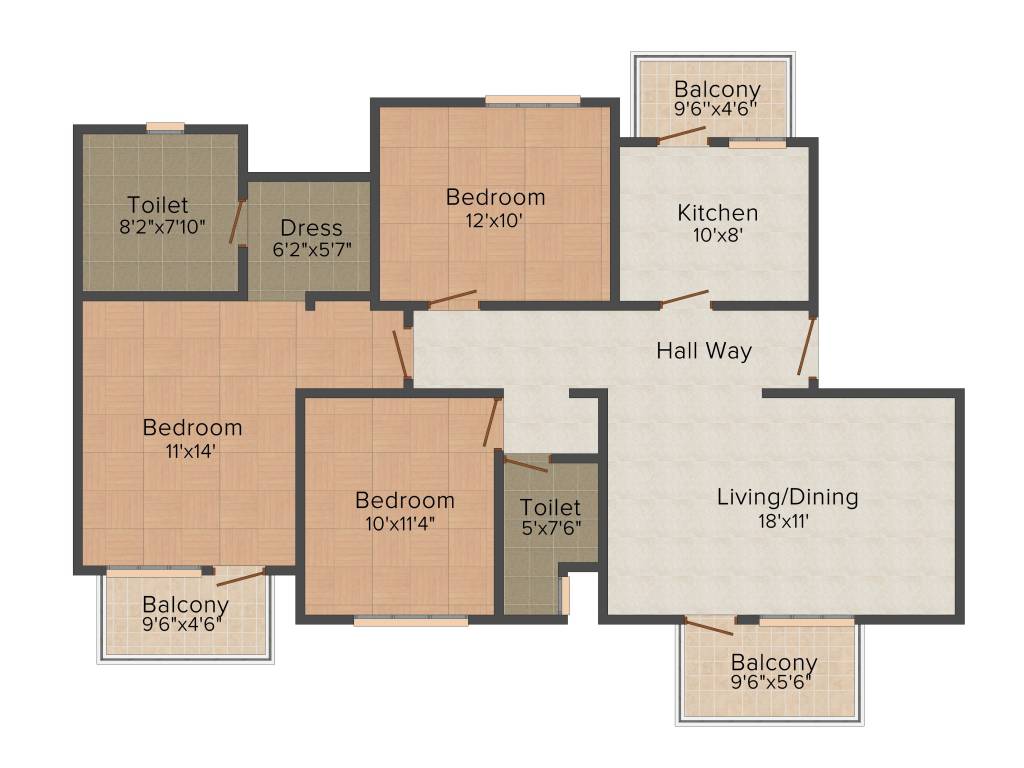 Balcony
9'6"x4'6"
Bedroom
12'x10'
Toilet
8'2"x7'10"
Kitchen
10'x8'
Dress
6'2"x5'7"
Hall Way
Bedroom
11'x14'
Bedroom
10'x11'4"
Living/Dining
18'x11'
Toilet
5'x7'6"
Balcony
9'6"x4'6"
Balcony
9'6"x5'6"